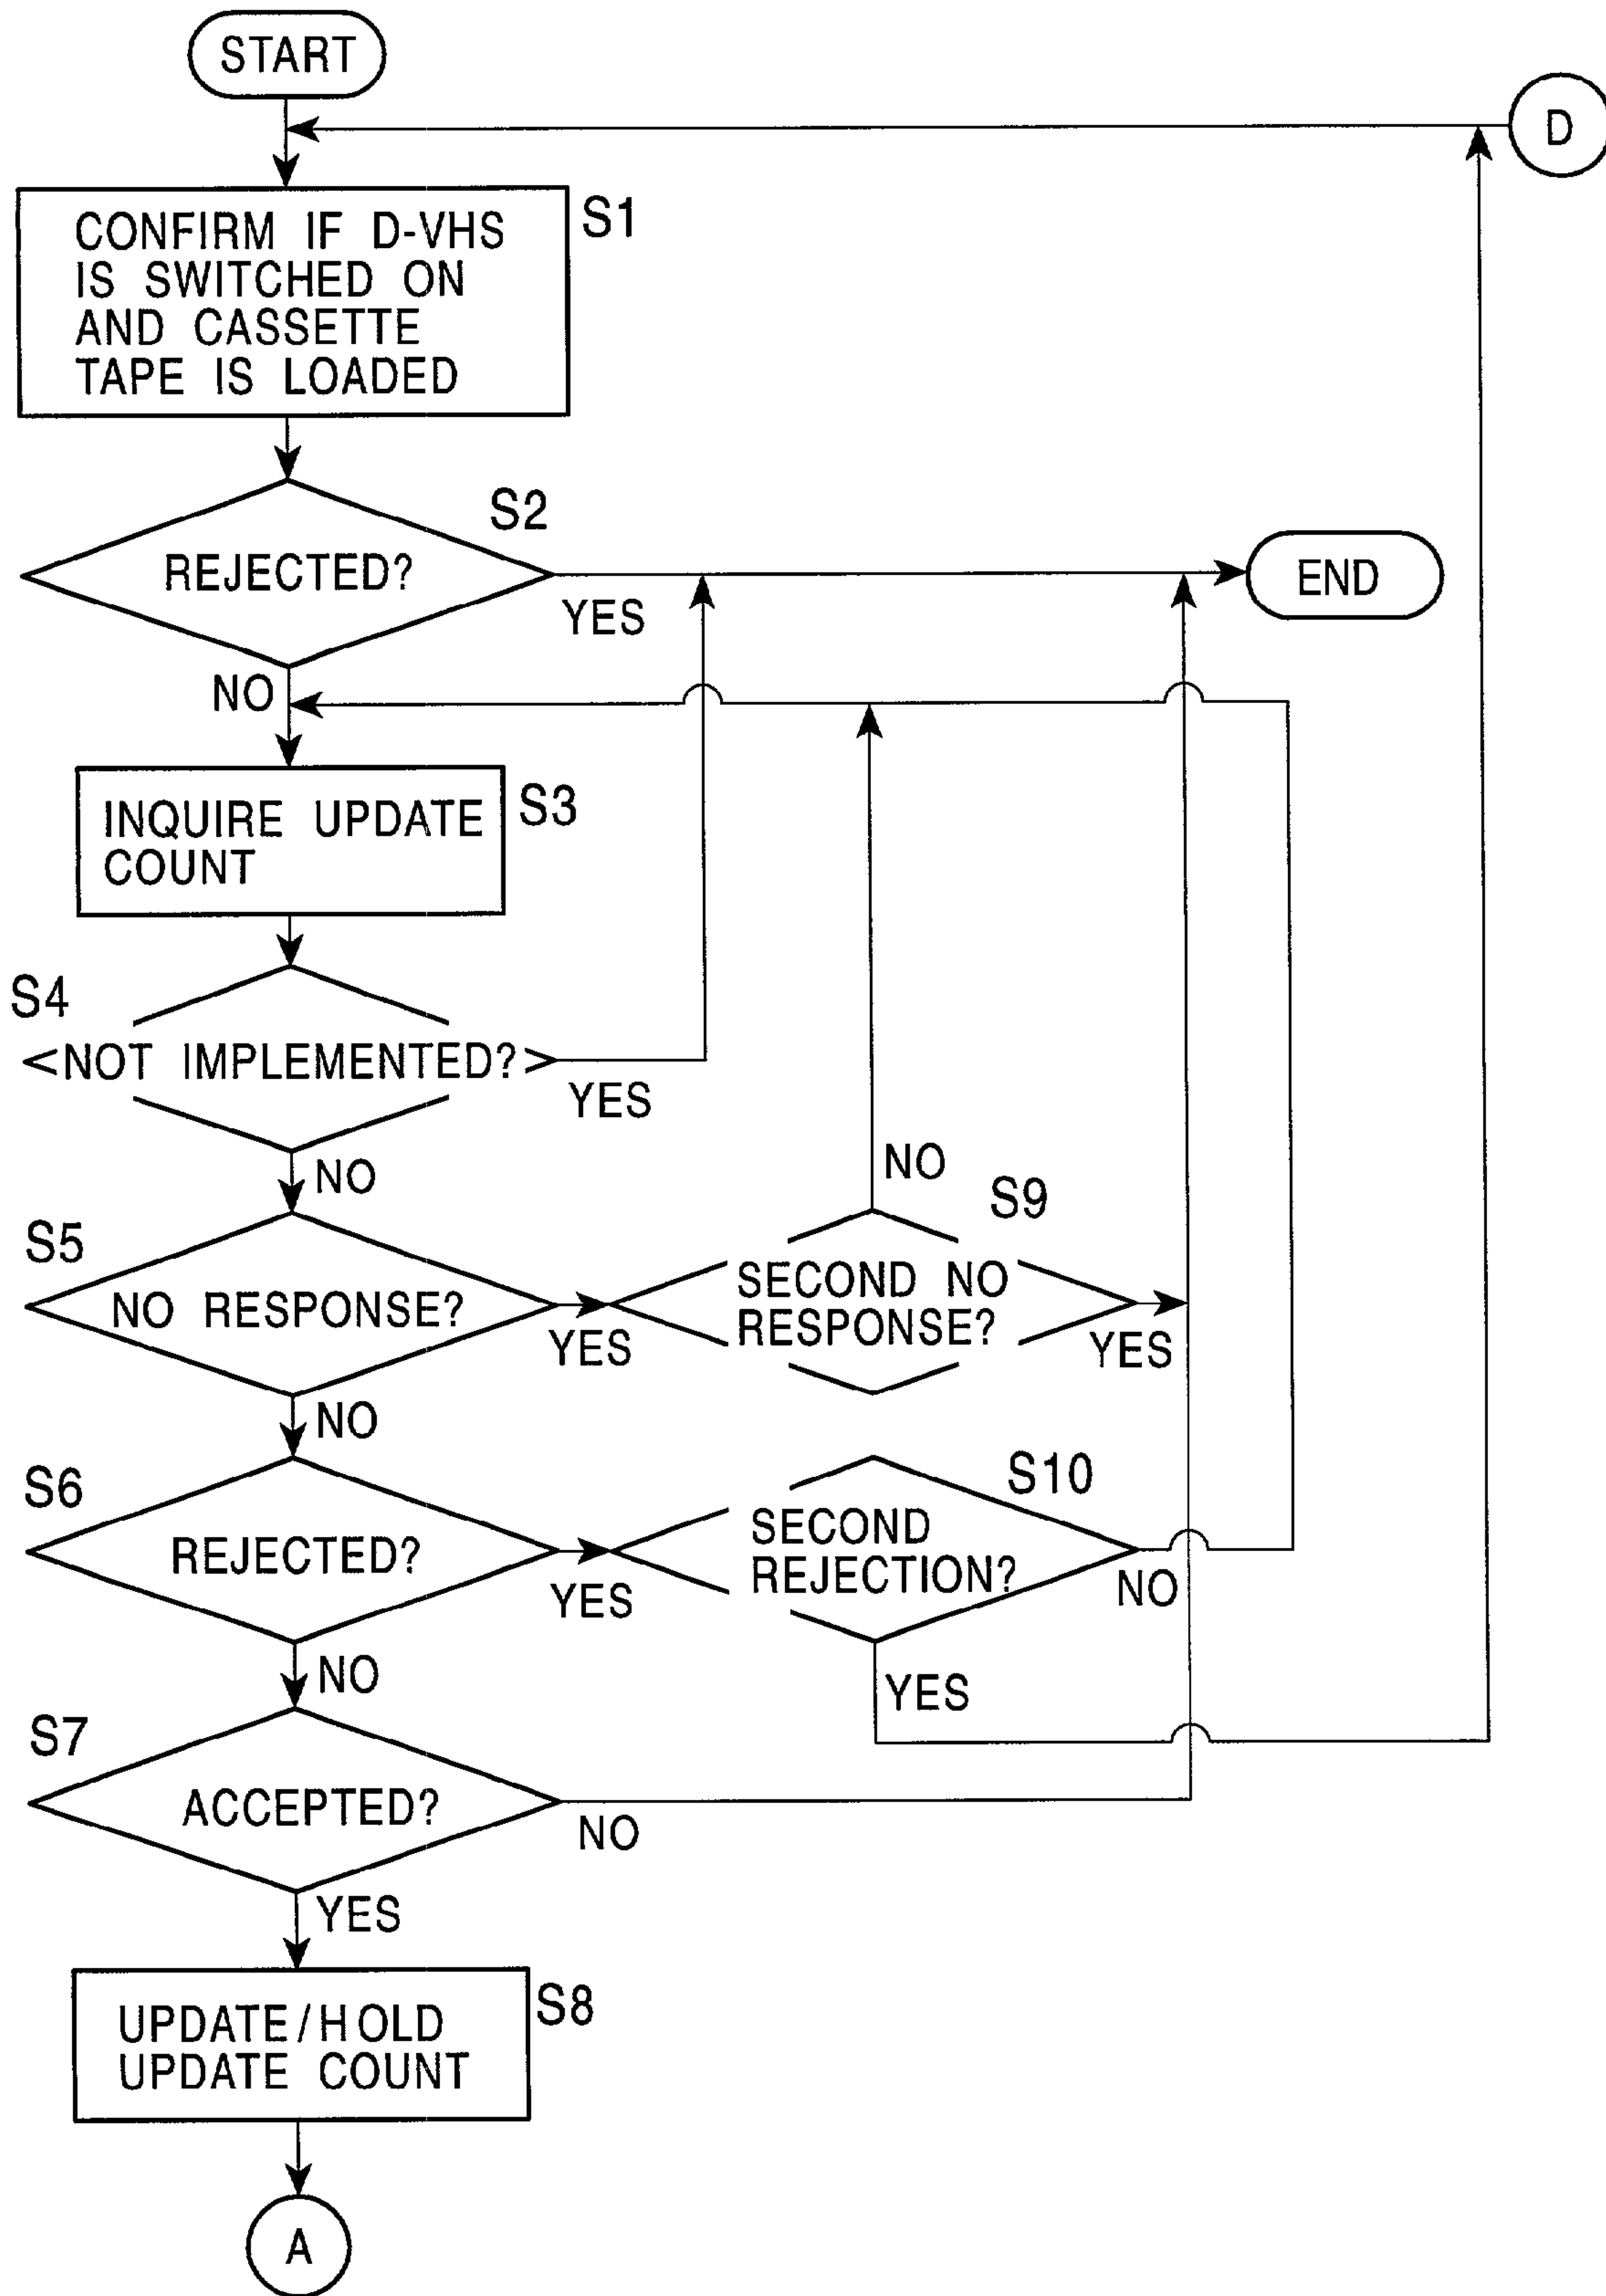 START
D
CONFIRM IF D-VHS
IS SWITCHED ON
AND CASSETTE
TAPE IS LOADED
S1
S2
REJECTED?
YES
END
NO
INQUIRE UPDATE
COUNT
S3
S4
<NOT IMPLEMENTED?>
YES
NO
NO
S9
S5
NO RESPONSE?
YES
SECOND NO
RESPONSE?
YES
NO
S6
REJECTED?
YES
S10
SECOND
REJECTION?
NO
NO
YES
S7
ACCEPTED?
NO
YES
UPDATE/HOLD
UPDATE COUNT
S8
A